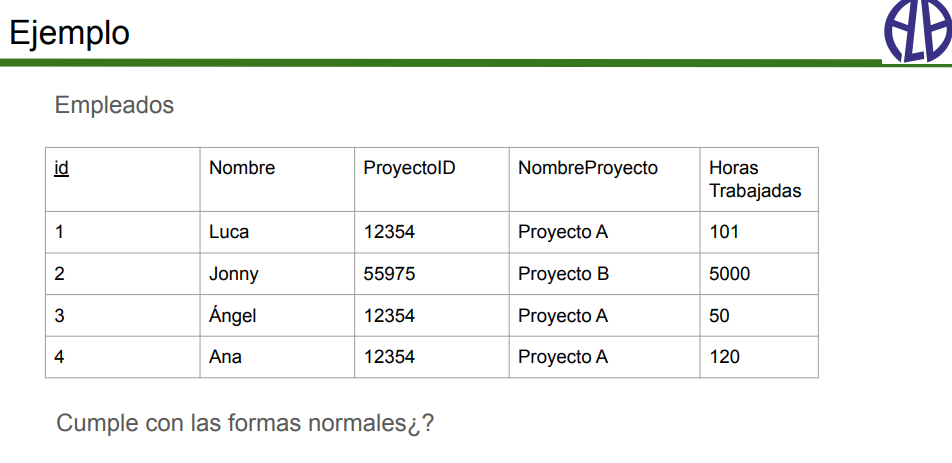 Ejemplo
Empleados
id Nombre ProyectoID NombreProyecto Horas
Trabajadas
1 Luca 12354 Proyecto A 101
2 Jonny 55975 Proyecto B 5000
3 Ángel 12354 Proyecto A 50
4 Ana 12354 Proyecto A 120
Cumple con las formas normales¿?